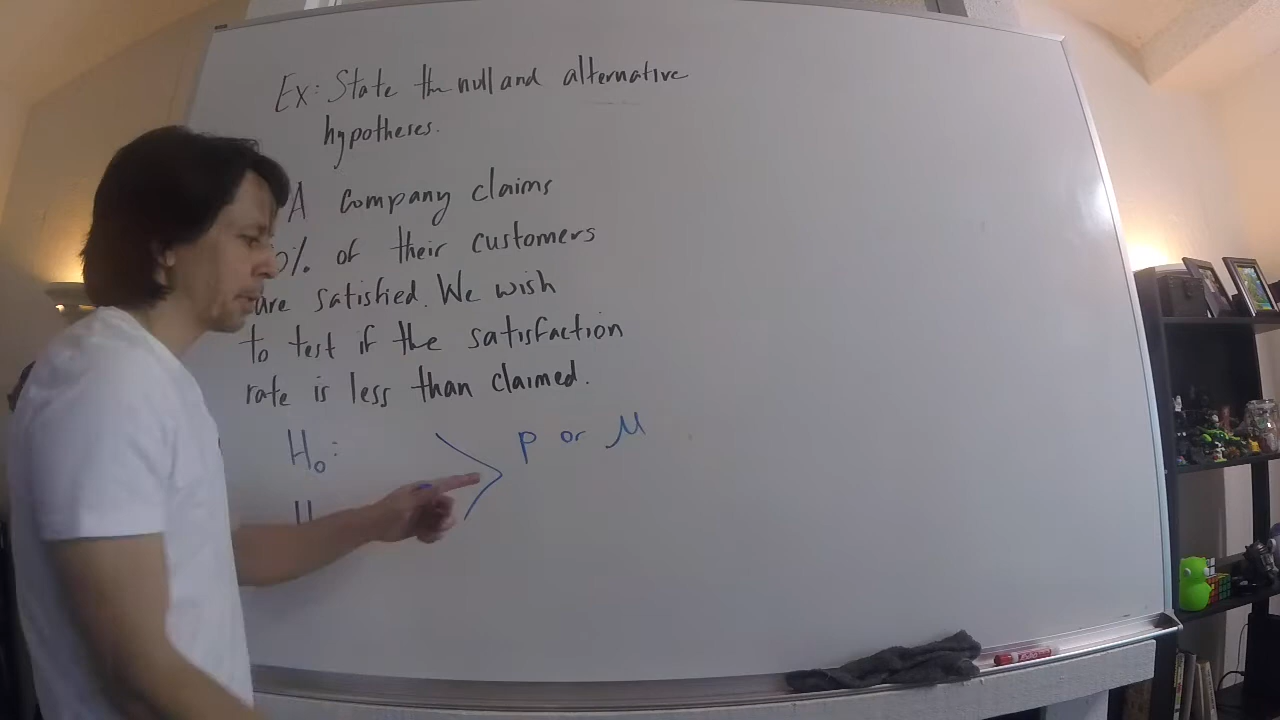 Ex: State the null and alternative
hypotheses.
A company claims
0% of their customers
are satisfied. We wish
to test if the satisfaction
rate is less than claimed.
H₀: > p or μ
H